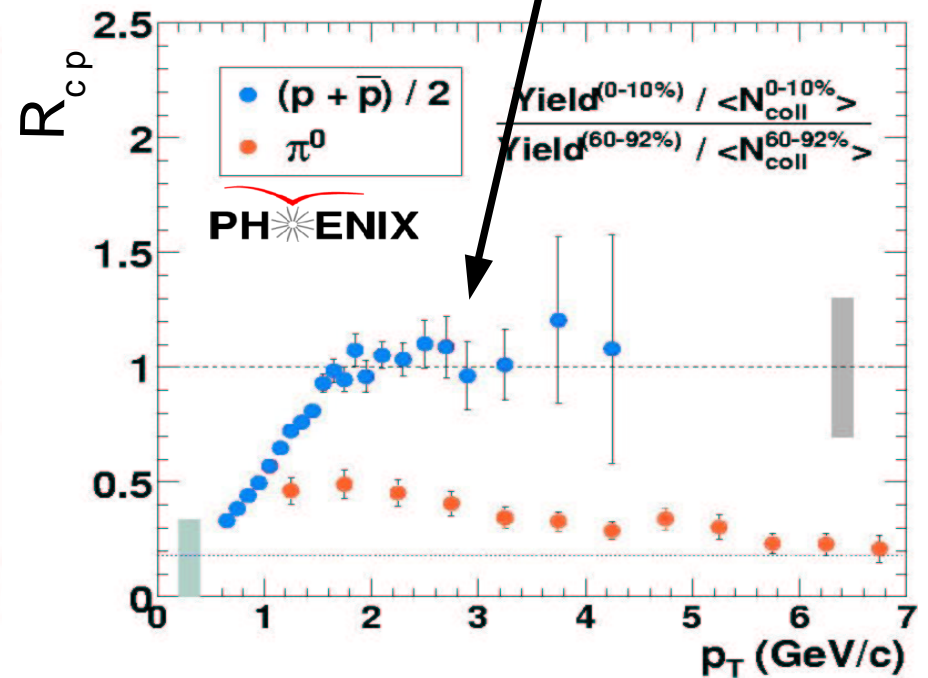 R_cp
2.5
2
1.5
1
0.5
0
(p + p̅) / 2
π⁰
PHENIX
Yield^(0-10%) / <N_coll^0-10%>
Yield^(60-92%) / <N_coll^60-92%>
0 1 2 3 4 5 6 7
p_T (GeV/c)